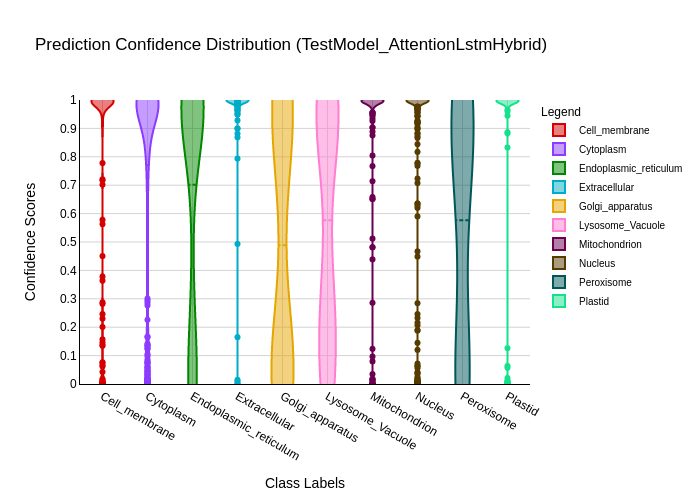 Prediction Confidence Distribution (TestModel_AttentionLstmHybrid)
Legend
Cell_membrane
Cytoplasm
Endoplasmic_reticulum
Extracellular
Golgi_apparatus
Lysosome_Vacuole
Mitochondrion
Nucleus
Peroxisome
Plastid
Confidence Scores
1
0.9
0.8
0.7
0.6
0.5
0.4
0.3
0.2
0.1
0
Cell_membrane
Cytoplasm
Endoplasmic_reticulum
Extracellular
Golgi_apparatus
Lysosome_Vacuole
Mitochondrion
Nucleus
Peroxisome
Plastid
Class Labels